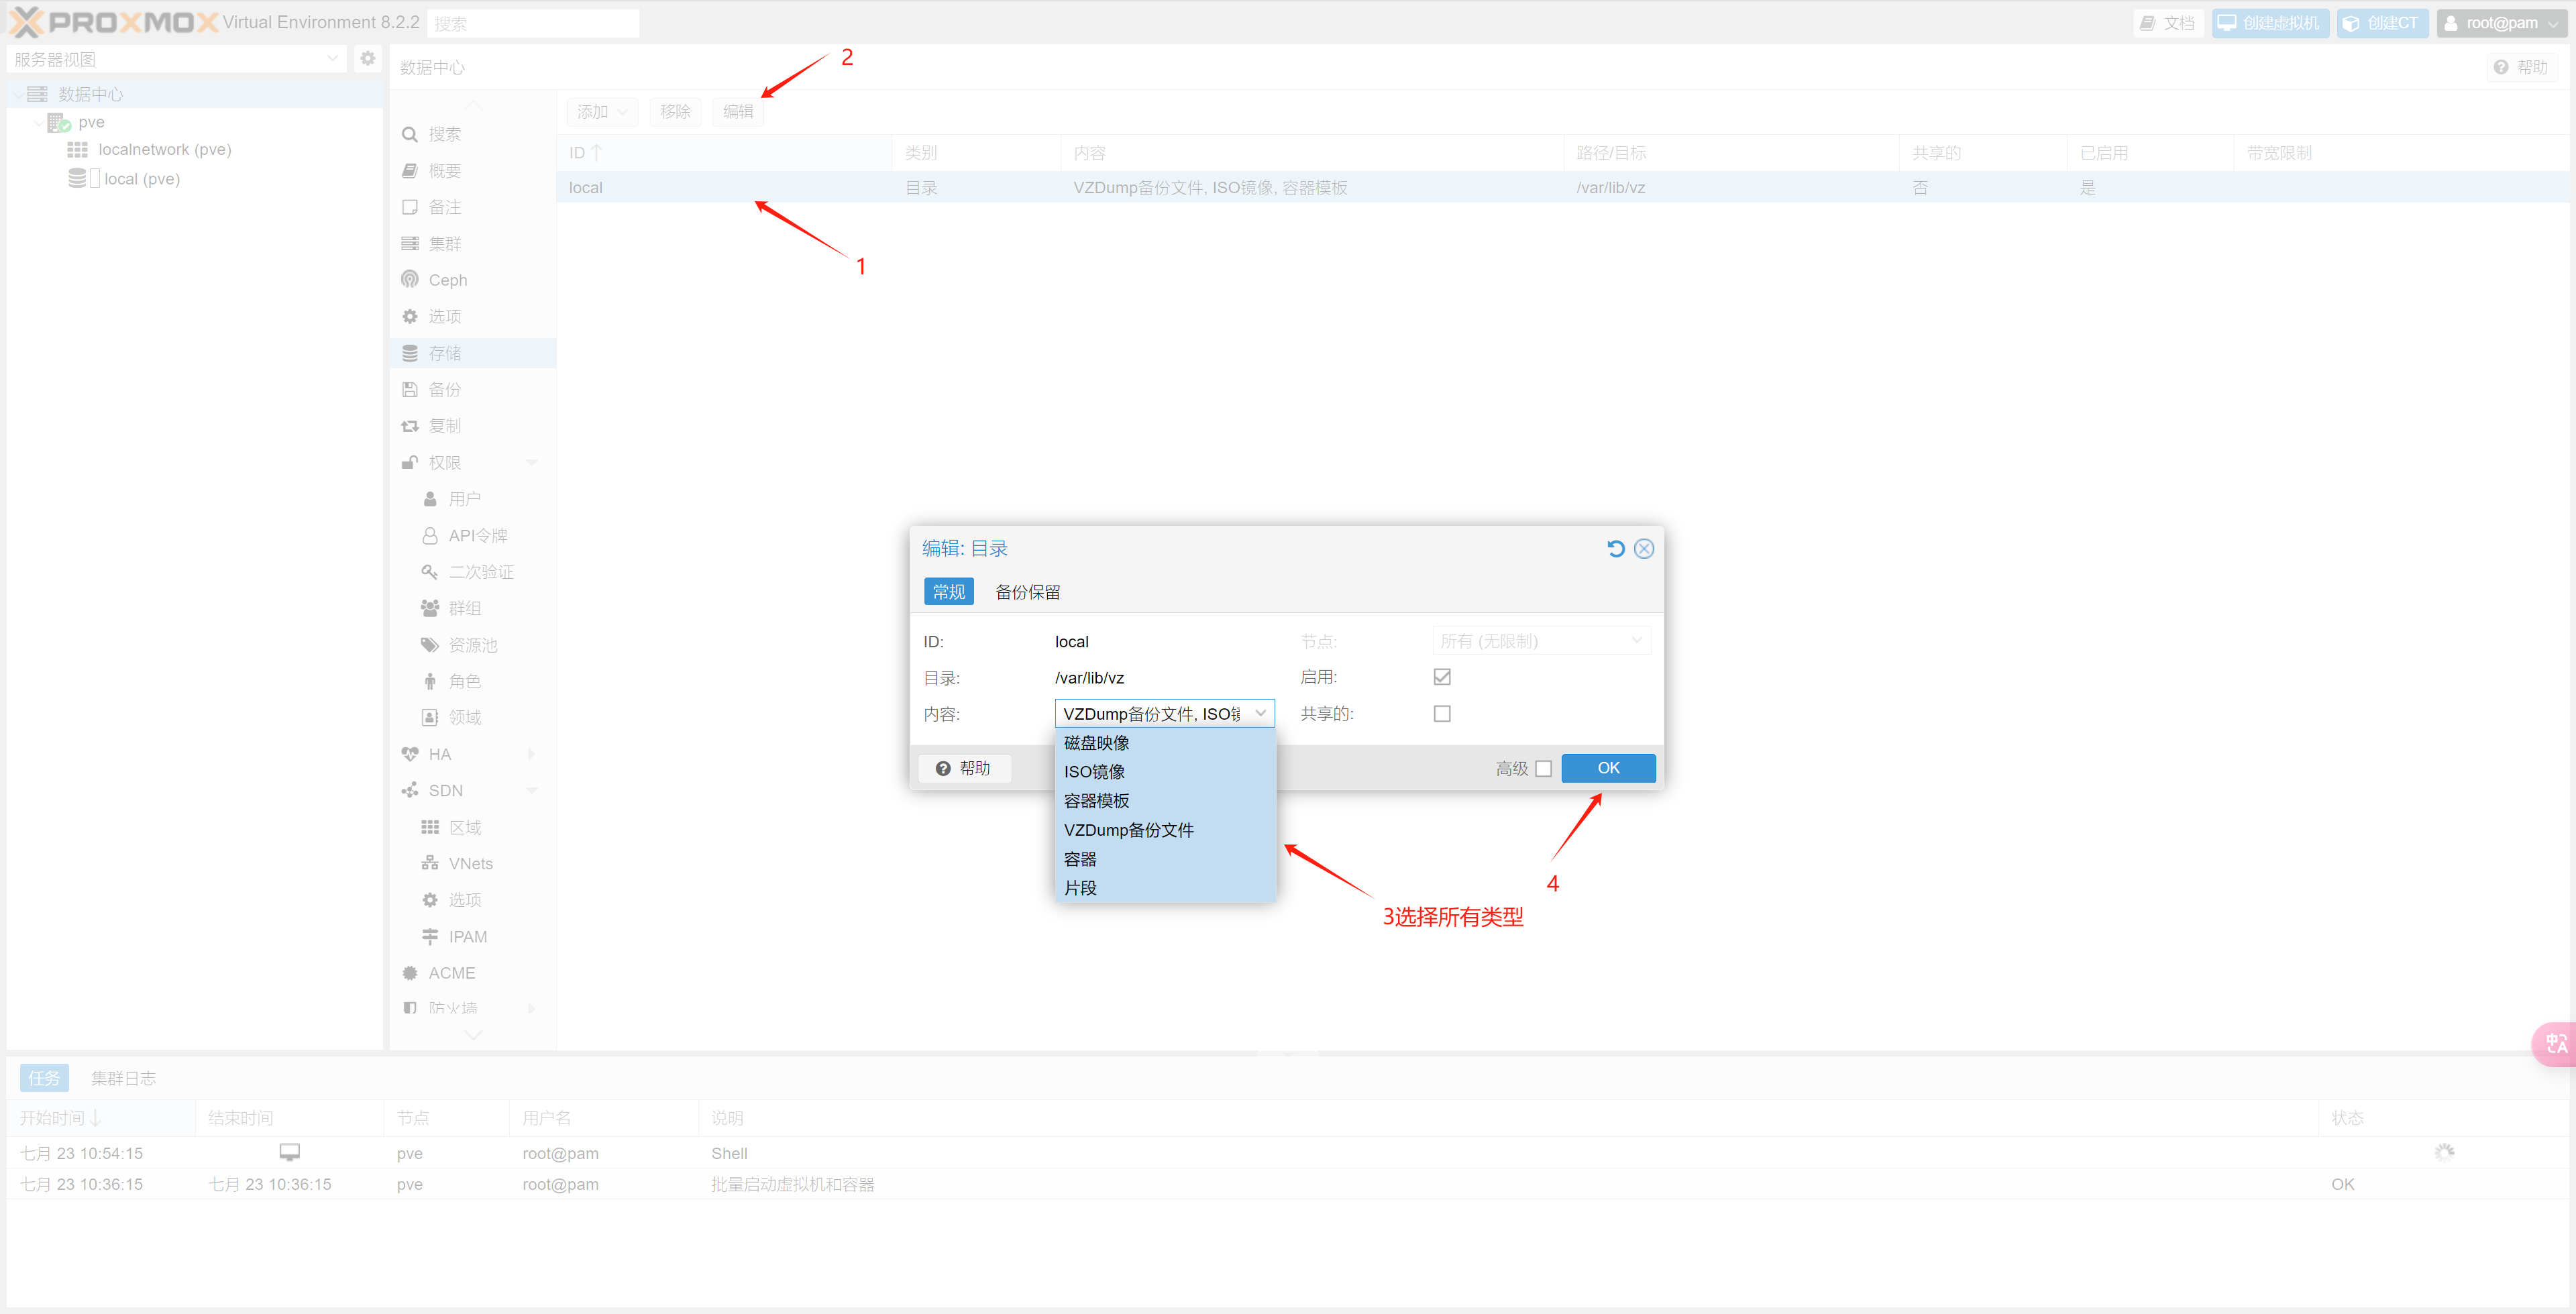 PROXMOX Virtual Environment 8.2.2 搜索 文档 创建虚拟机 创建CT root@pam
服务器视图
数据中心 帮助
数据中心
pve
localnetwork (pve)
local (pve)
搜索
概要
备注
集群
Ceph
选项
存储
备份
复制
权限
用户
API令牌
二次验证
群组
资源池
角色
领域
HA
SDN
区域
VNets
选项
IPAM
ACME
防火墙
添加 移除 编辑
2
ID 类别 内容 路径/目标 共享的 已启用 带宽限制
local 目录 VZDump备份文件, ISO镜像, 容器模板 /var/lib/vz 否 是
1
编辑: 目录
常规 备份保留
ID: local 节点: 所有 (无限制)
目录: /var/lib/vz 启用:
内容: VZDump备份文件, ISO镜 共享的:
帮助 高级 OK
磁盘映像
ISO镜像
容器模板
VZDump备份文件
容器
片段
4
3选择所有类型
中A
任务 集群日志
开始时间 结束时间 节点 用户名 说明 状态
七月 23 10:54:15 pve root@pam Shell
七月 23 10:36:15 七月 23 10:36:15 pve root@pam 批量启动虚拟机和容器 OK